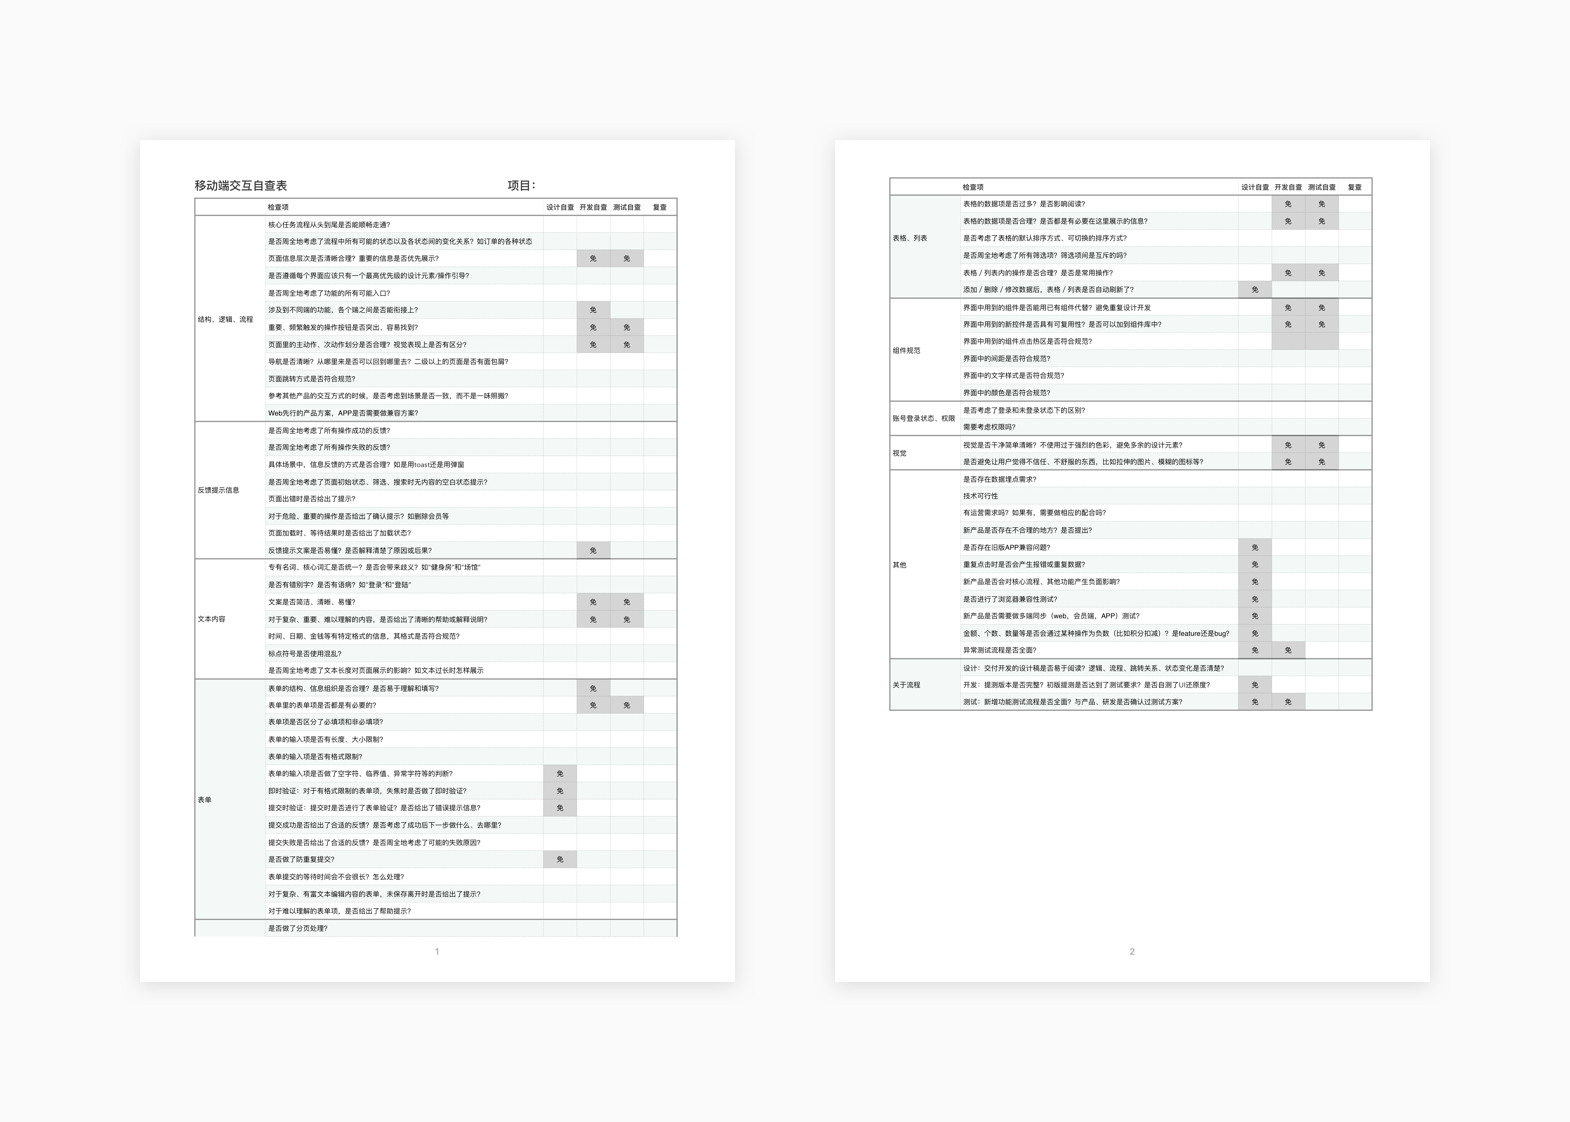 移动端交互自查表 项目：
检查项 设计自查 开发自查 测试自查 复查
结构、逻辑、流程
核心任务流程从头到尾是否能顺畅走通？
是否周全地考虑了流程中所有可能的状态以及各状态间的变化关系？如订单的各种状态
页面信息层次是否清晰合理？重要的信息是否优先展示？ 免 免
是否遵循每个界面应该只有一个最高优先级的设计元素/操作引导？
是否周全地考虑了功能的所有可能入口？
涉及到不同端的功能，各个端之间是否能衔接上？ 免
重要、频繁触发的操作按钮是否突出、容易找到？ 免 免
页面里的主动作、次动作划分是否合理？视觉表现上是否有区分？ 免 免
导航是否清晰？从哪里来是否可以回到哪里去？二级以上的页面是否有面包屑？
页面跳转方式是否符合规范？
参考其他产品的交互方式的时候，是否考虑到场景是否一致，而不是一味照搬？
Web先行的产品方案，APP是否需要做兼容方案？
反馈提示信息
是否周全地考虑了所有操作成功的反馈？
是否周全地考虑了所有操作失败的反馈？
具体场景中，信息反馈的方式是否合理？如是用toast还是用弹窗
是否周全地考虑了页面初始状态、筛选、搜索时无内容的空白状态提示？
页面出错时是否给出了提示？
对于危险、重要的操作是否给出了确认提示？如删除会员等
页面加载时、等待结果时是否给出了加载状态？
反馈提示文案是否易懂？是否解释清楚了原因或后果？ 免
文本内容
专有名词、核心词汇是否统一？是否会带来歧义？如“健身房”和“场馆”
是否有错别字？是否有语病？如“登录”和“登陆”
文案是否简洁、清晰、易懂？ 免 免
对于复杂、重要、难以理解的内容，是否给出了清晰的帮助或解释说明？ 免 免
时间、日期、金钱等有特定格式的信息，其格式是否符合规范？
标点符号是否使用混乱？
是否周全地考虑了文本长度对页面展示的影响？如文本过长时怎样展示
表单
表单的结构、信息组织是否合理？是否易于理解和填写？ 免
表单里的表单项是否都是有必要的？ 免 免
表单项是否区分了必填项和非必填项？
表单的输入项是否有长度、大小限制？
表单的输入项是否有格式限制？
表单的输入项是否做了空字符、临界值、异常字符等的判断？ 免
即时验证：对于有格式限制的表单项，失焦时是否做了即时验证？ 免
提交时验证：提交时是否进行了表单验证？是否给出了错误提示信息？ 免
提交成功是否给出了合适的反馈？是否考虑了成功后下一步做什么、去哪里？
提交失败是否给出了合适的反馈？是否周全地考虑了可能的失败原因？
是否做了防重复提交？ 免
表单提交的等待时间会不会很长？怎么处理？
对于复杂、有富文本编辑内容的表单，未保存离开时是否给出了提示？
对于难以理解的表单项，是否给出了帮助提示？
是否做了分页处理？
1
检查项 设计自查 开发自查 测试自查 复查
表格、列表
表格的数据项是否过多？是否影响阅读？ 免 免
表格的数据项是否合理？是否都是有必要在这里展示的信息？ 免 免
是否考虑了表格的默认排序方式、可切换的排序方式？
是否周全地考虑了所有筛选项？筛选项间是互斥的吗？
表格 / 列表内的操作是否合理？是否是常用操作？ 免 免
添加 / 删除 / 修改数据后，表格 / 列表是否自动刷新了？ 免
组件规范
界面中用到的组件是否能用已有组件代替？避免重复设计开发 免 免
界面中用到的新控件是否具有可复用性？是否可以加到组件库中？ 免 免
界面中用到的组件点击热区是否符合规范？
界面中的间距是否符合规范？
界面中的文字样式是否符合规范？
界面中的颜色是否符合规范？
账号登录状态、权限
是否考虑了登录和未登录状态下的区别？
需要考虑权限吗？
视觉
视觉是否干净简单清晰？不使用过于强烈的色彩，避免多余的设计元素？ 免 免
是否避免让用户觉得不信任、不舒服的东西，比如拉伸的图片、模糊的图标等？ 免 免
其他
是否存在数据埋点需求？
技术可行性
有运营需求吗？如果有，需要做相应的配合吗？
新产品是否存在不合理的地方？是否提出？
是否存在旧版APP兼容问题？ 免
重复点击时是否会产生报错或重复数据？ 免
新产品是否会对核心流程、其他功能产生负面影响？ 免
是否进行了浏览器兼容性测试？ 免
新产品是否需要做多端同步（web，会员端，APP）测试？ 免
金额、个数、数量等是否会通过某种操作为负数（比如积分扣减）？是feature还是bug？ 免
异常测试流程是否全面？ 免 免
关于流程
设计：交付开发的设计稿是否易于阅读？逻辑、流程、跳转关系、状态变化是否清楚？
开发：提测版本是否完整？初版提测是否达到了测试要求？是否自测了UI还原度？ 免
测试：新增功能测试流程是否全面？与产品、研发是否确认过测试方案？ 免 免
2